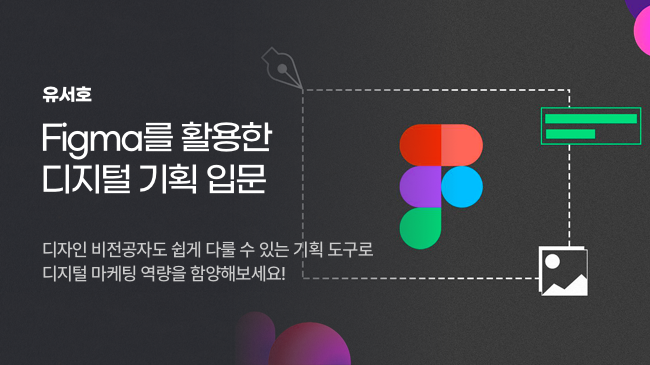 유서호
Figma를 활용한
디지털 기획 입문
디자인 비전공자도 쉽게 다룰 수 있는 기획 도구로
디지털 마케팅 역량을 함양해보세요!